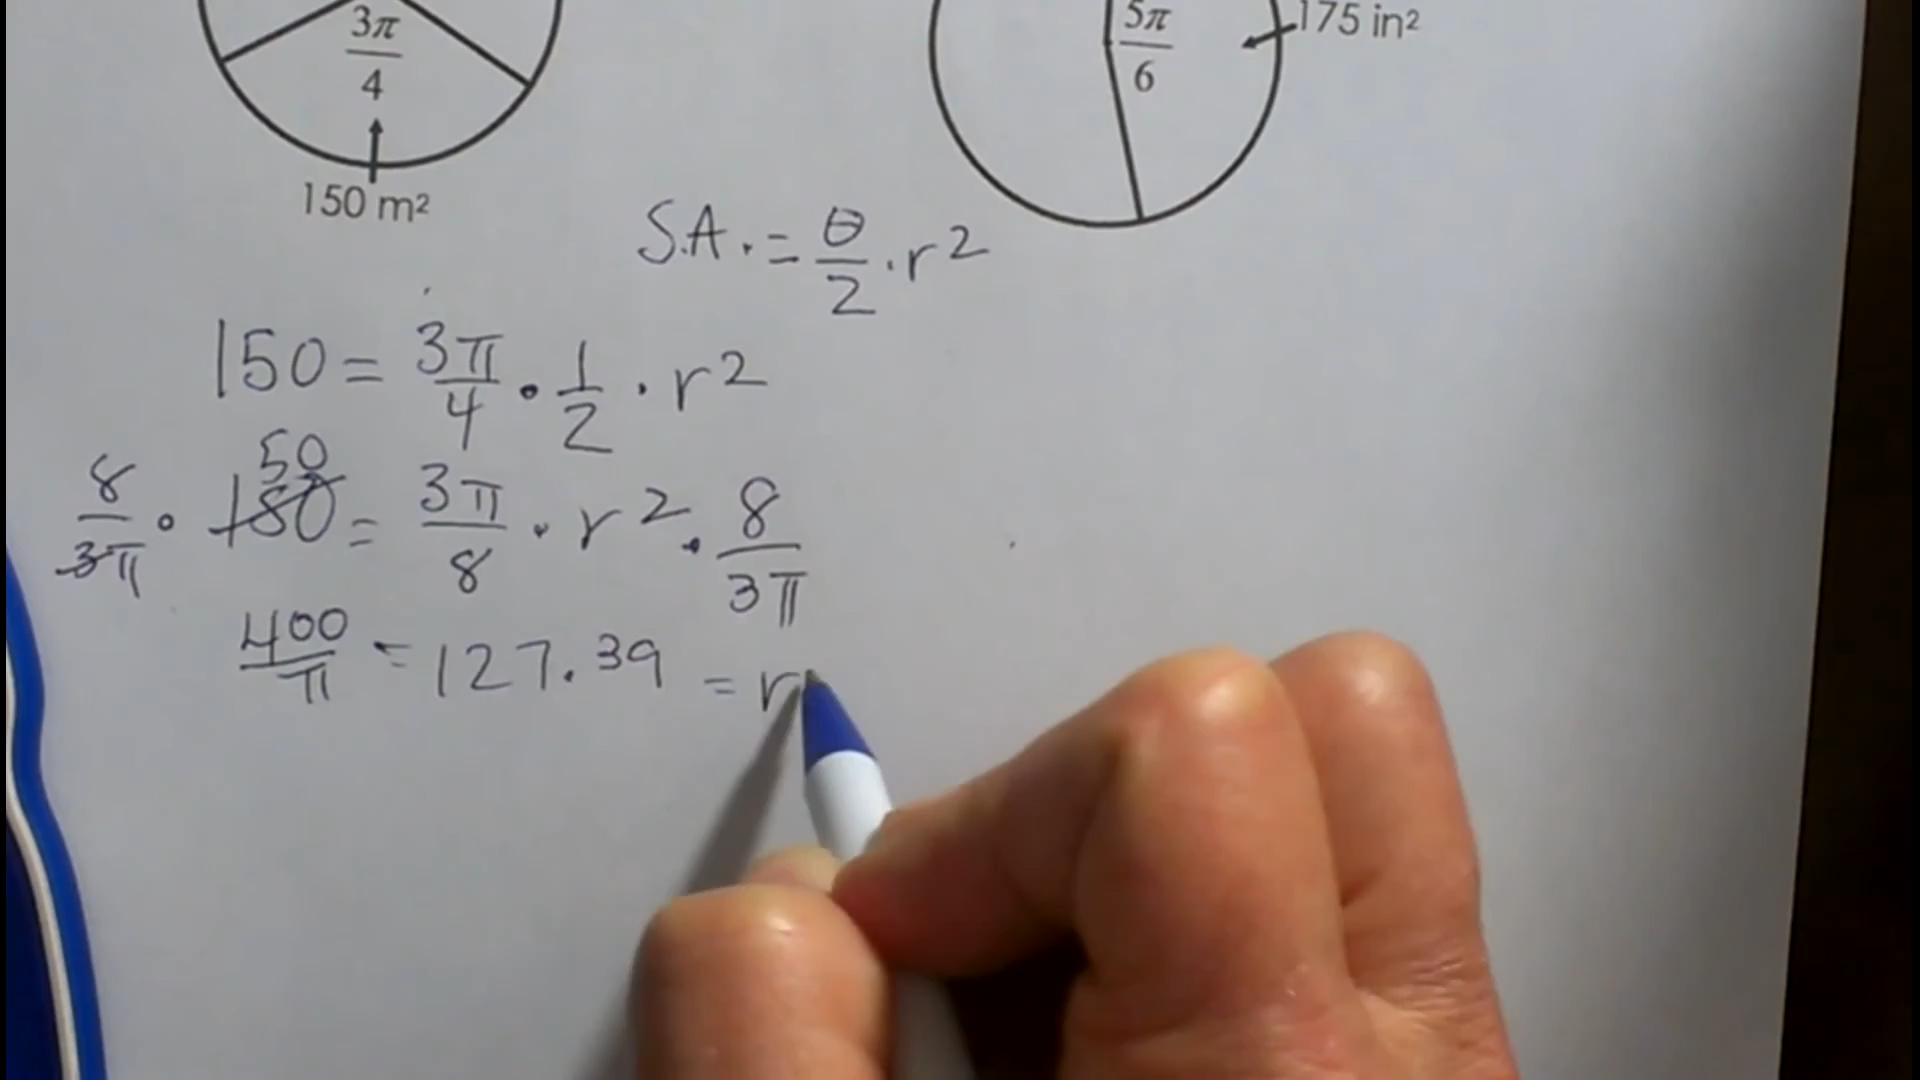 3π/4
5π/6
175 in²
150 m²
S.A. = θ/2 · r²
150 = 3π/4 · 1/2 · r²
50
8/3π · 150 = 3π/8 · r² · 8/3π
400/π = 127.39 = r